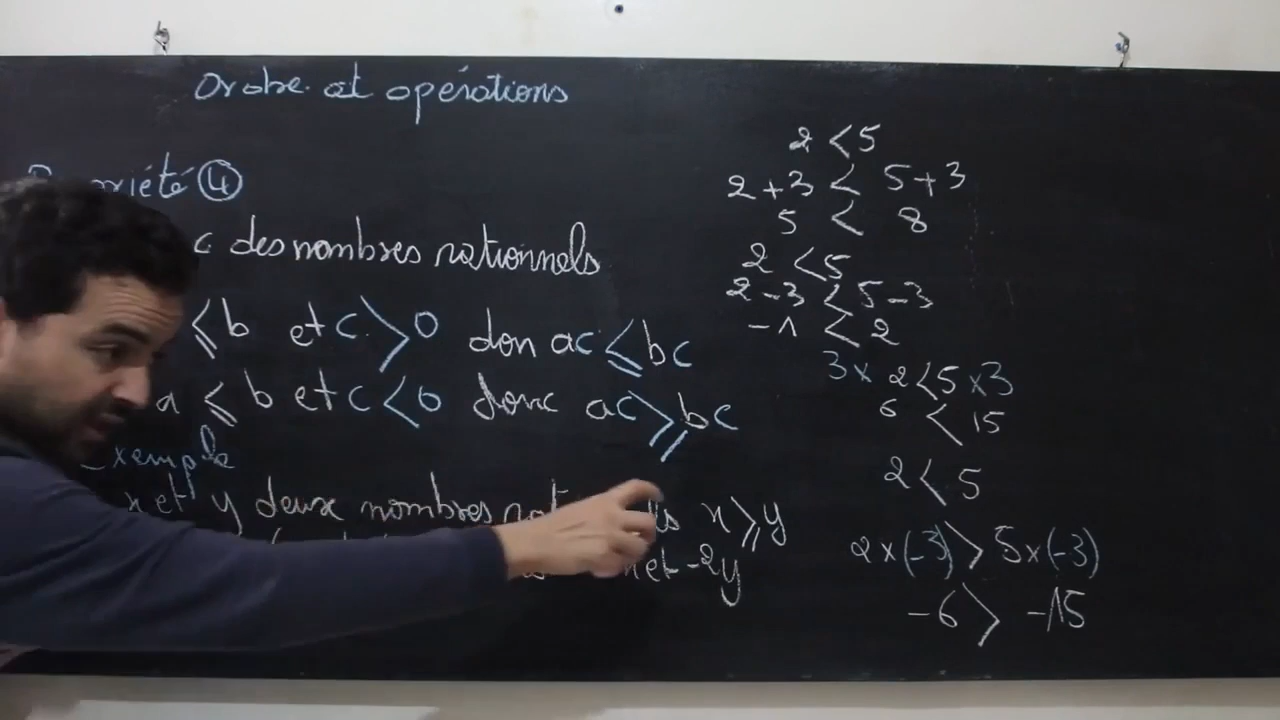 Ordre et opérations
Propriété ④
c des nombres rationnels
⩽ b et c > 0 don ac ⩽ bc
a ⩽ b et c < 0 donc ac ⩾ bc
Exemple
x et y deux nombres x ⩾ y
x et -2y
2 < 5
2 + 3 < 5 + 3
5 < 8
2 < 5
2 - 3 < 5 - 3
-1 < 2
3 x 2 < 5 x 3
6 < 15
2 < 5
2 x (-3) > 5 x (-3)
-6 > -15